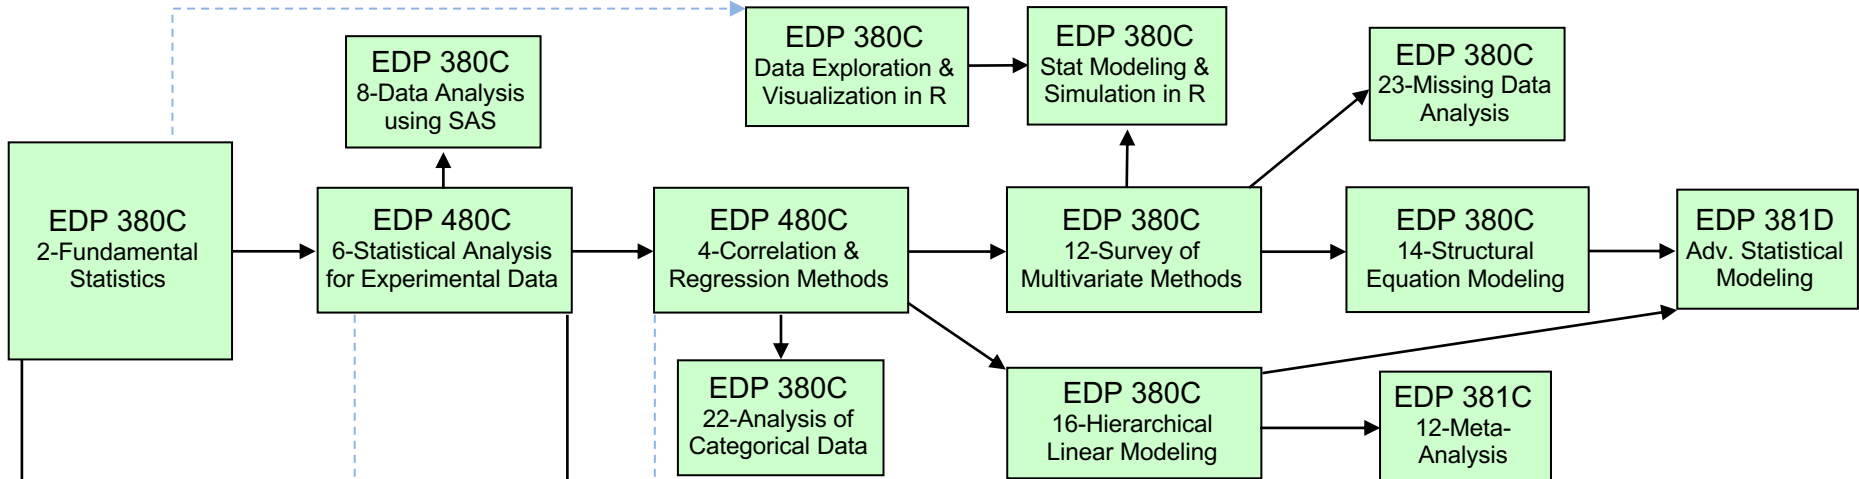 EDP 380C
Data Exploration &
Visualization in R
EDP 380C
Stat Modeling &
Simulation in R
EDP 380C
23-Missing Data
Analysis
EDP 380C
8-Data Analysis
using SAS
EDP 380C
2-Fundamental
Statistics
EDP 480C
6-Statistical Analysis
for Experimental Data
EDP 480C
4-Correlation &
Regression Methods
EDP 380C
12-Survey of
Multivariate Methods
EDP 380C
14-Structural
Equation Modeling
EDP 381D
Adv. Statistical
Modeling
EDP 380C
22-Analysis of
Categorical Data
EDP 380C
16-Hierarchical
Linear Modeling
EDP 381C
12-Meta-
Analysis